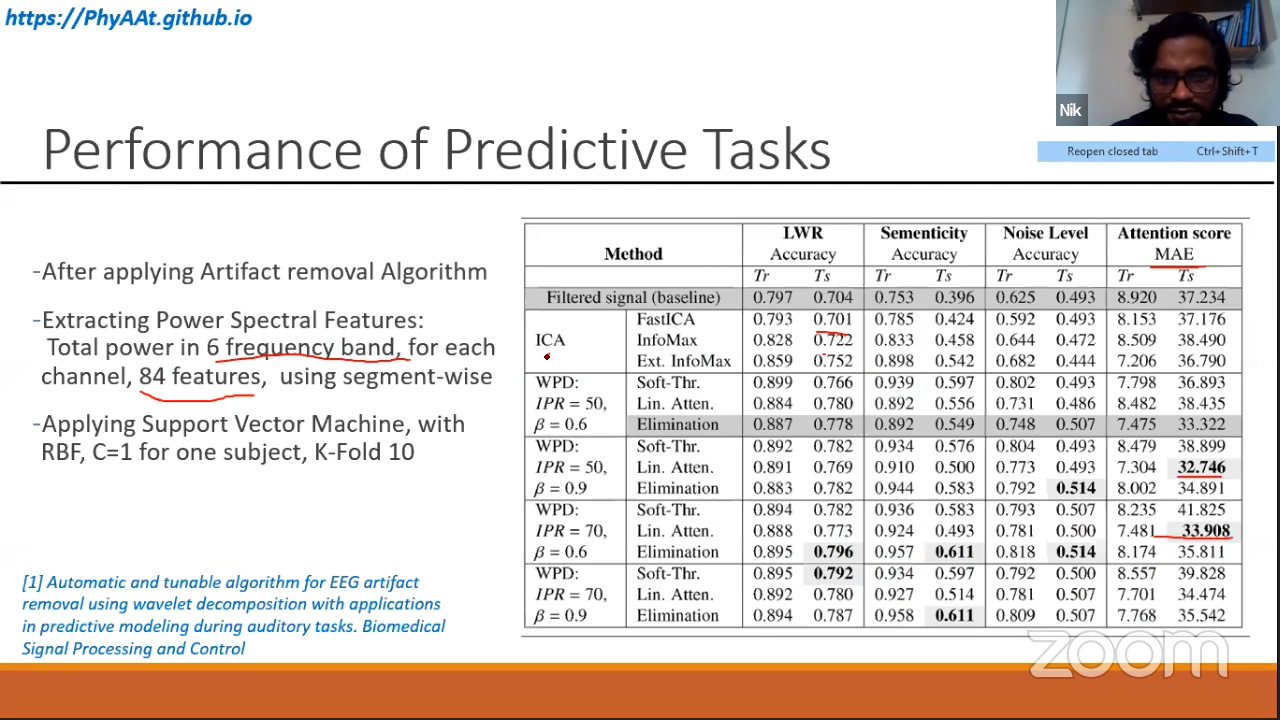 https://PhyAAt.github.io
Nik
Performance of Predictive Tasks
Reopen closed tab Ctrl+Shift+T
-After applying Artifact removal Algorithm
-Extracting Power Spectral Features:
Total power in 6 frequency band, for each
channel, 84 features, using segment-wise
-Applying Support Vector Machine, with
RBF, C=1 for one subject, K-Fold 10
[1] Automatic and tunable algorithm for EEG artifact
removal using wavelet decomposition with applications
in predictive modeling during auditory tasks. Biomedical
Signal Processing and Control
LWR Sementicity Noise Level Attention score
Method Accuracy Accuracy Accuracy MAE
Tr Ts Tr Ts Tr Ts Tr Ts
Filtered signal (baseline) 0.797 0.704 0.753 0.396 0.625 0.493 8.920 37.234
FastICA 0.793 0.701 0.785 0.424 0.592 0.493 8.153 37.176
ICA InfoMax 0.828 0.722 0.833 0.458 0.644 0.472 8.509 38.490
Ext. InfoMax 0.859 0.752 0.898 0.542 0.682 0.444 7.206 36.790
WPD: Soft-Thr. 0.899 0.766 0.939 0.597 0.802 0.493 7.798 36.893
IPR = 50, Lin. Atten. 0.884 0.780 0.892 0.556 0.731 0.486 8.482 38.435
β = 0.6 Elimination 0.887 0.778 0.892 0.549 0.748 0.507 7.475 33.322
WPD: Soft-Thr. 0.892 0.782 0.934 0.576 0.804 0.493 8.479 38.899
IPR = 50, Lin. Atten. 0.891 0.769 0.910 0.500 0.773 0.493 7.304 32.746
β = 0.9 Elimination 0.883 0.782 0.944 0.583 0.792 0.514 8.002 34.891
WPD: Soft-Thr. 0.894 0.782 0.936 0.583 0.793 0.507 8.235 41.825
IPR = 70, Lin. Atten. 0.888 0.773 0.924 0.493 0.781 0.500 7.481 33.908
β = 0.6 Elimination 0.895 0.796 0.957 0.611 0.818 0.514 8.174 35.811
WPD: Soft-Thr. 0.895 0.792 0.934 0.597 0.792 0.500 8.557 39.828
IPR = 70, Lin. Atten. 0.892 0.780 0.927 0.514 0.781 0.507 7.701 34.474
β = 0.9 Elimination 0.894 0.787 0.958 0.611 0.809 0.507 7.768 35.542
zoom